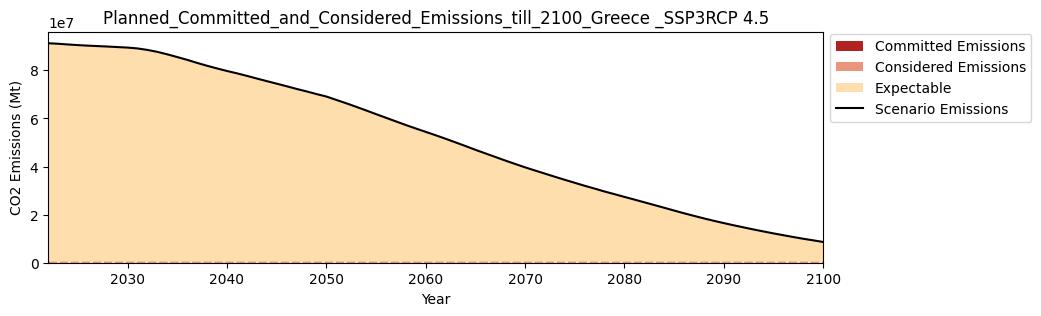 Planned_Committed_and_Considered_Emissions_till_2100_Greece _SSP3RCP 4.5
1e7
CO2 Emissions (Mt)
8
6
4
2
0
2030 2040 2050 2060 2070 2080 2090 2100
Year
Committed Emissions
Considered Emissions
Expectable
Scenario Emissions